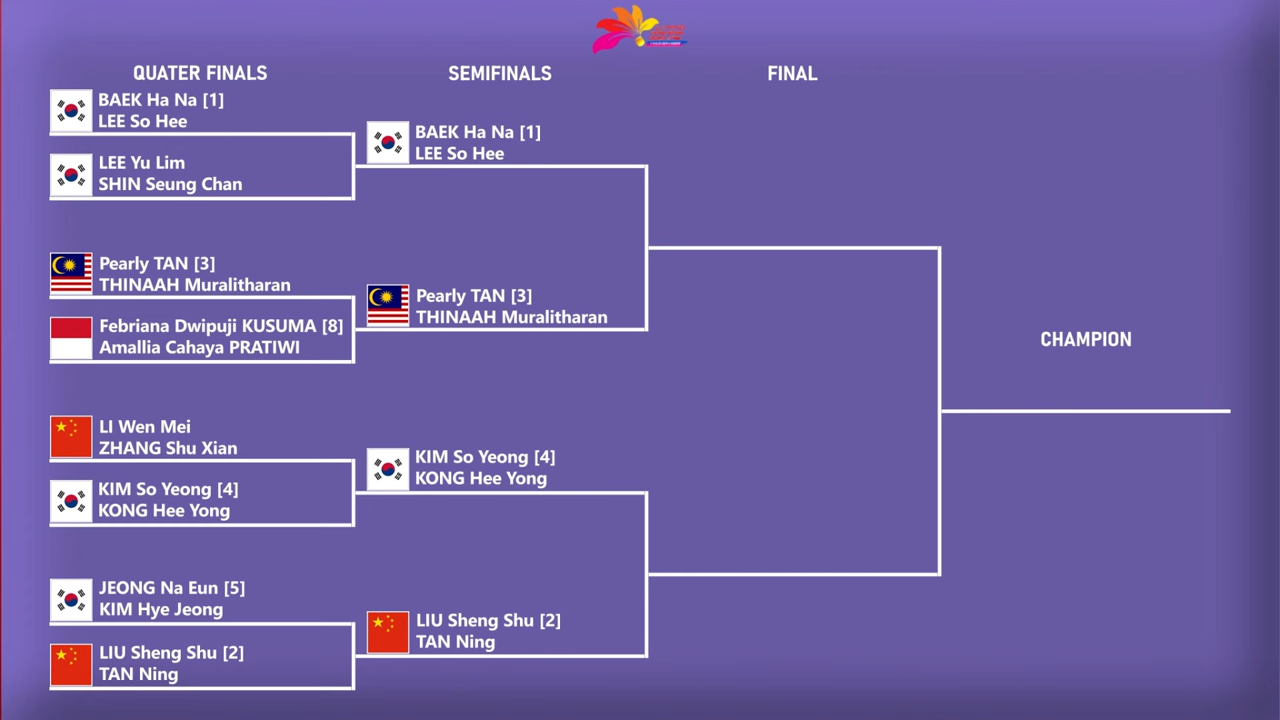 QUATER FINALS
SEMIFINALS
FINAL
BAEK Ha Na [1]
LEE So Hee
LEE Yu Lim
SHIN Seung Chan
Pearly TAN [3]
THINAAH Muralitharan
Febriana Dwipuji KUSUMA [8]
Amallia Cahaya PRATIWI
LI Wen Mei
ZHANG Shu Xian
KIM So Yeong [4]
KONG Hee Yong
JEONG Na Eun [5]
KIM Hye Jeong
LIU Sheng Shu [2]
TAN Ning
BAEK Ha Na [1]
LEE So Hee
Pearly TAN [3]
THINAAH Muralitharan
KIM So Yeong [4]
KONG Hee Yong
LIU Sheng Shu [2]
TAN Ning
CHAMPION